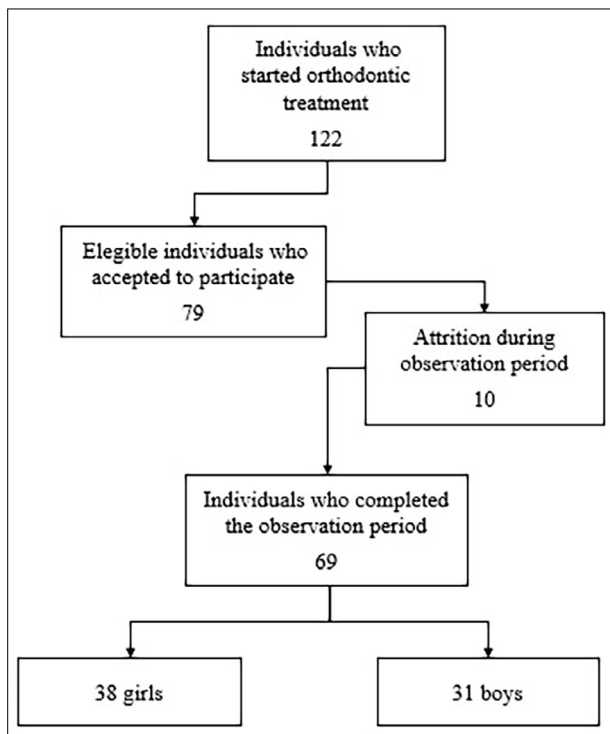 Individuals who
started orthodontic
treatment
122
Elegible individuals who
accepted to participate
79
Attrition during
observation period
10
Individuals who completed
the observation period
69
38 girls
31 boys